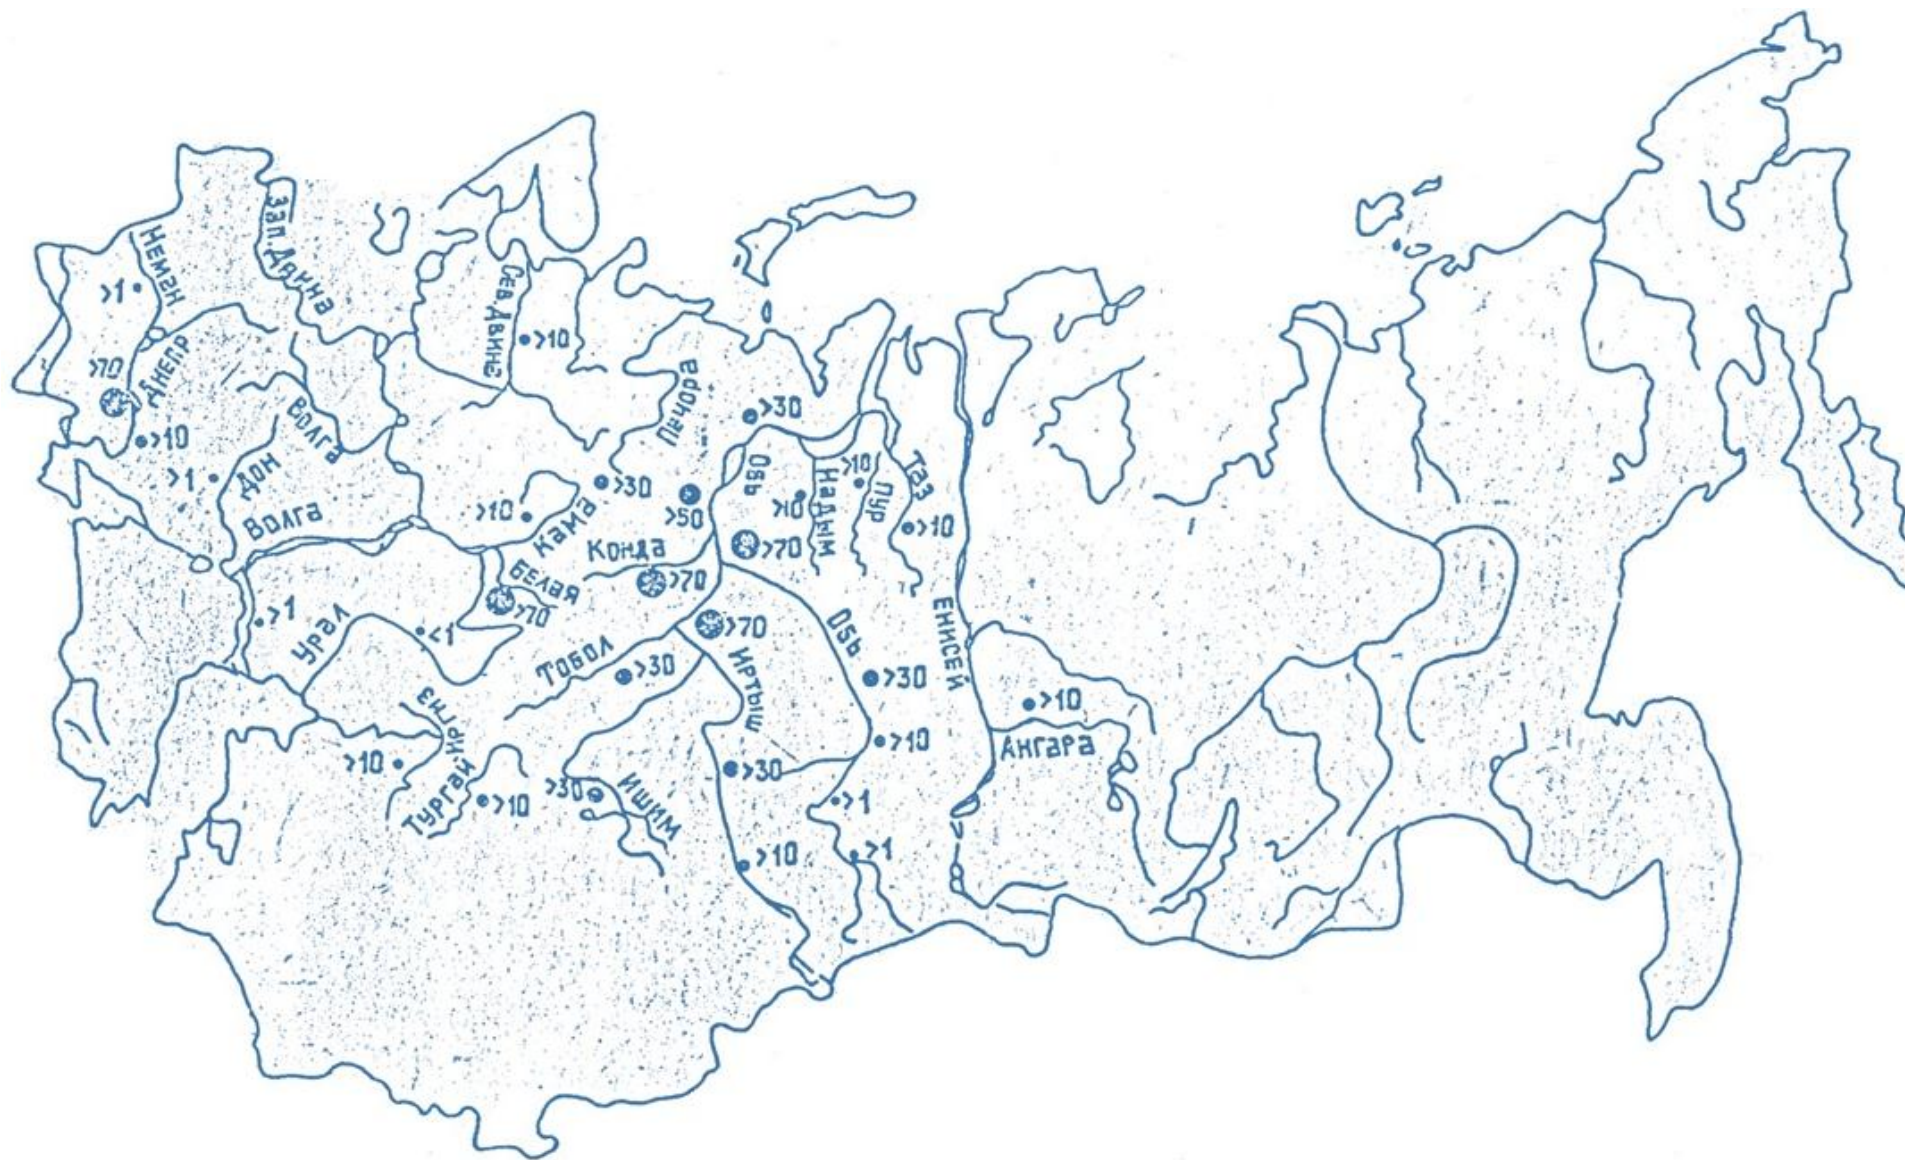 Зап. Двина
Неман
>1
Сев. Двина
>10
Днепр
>70
>10
Печора
>30
Волга
Дон
>1
Волга
>10
Кама
>30
>50
Обь
>10
Надым
>10
Пур
Таз
>10
>70
Конда
>70
Белая
>70
>1
Урал
<1
Тобол
>30
>70
Иртыш
Обь
>30
Енисей
>10
Ангара
>10
Иргиз
>10
Тургай
>10
>30
Ишим
>30
>1
>10
>1